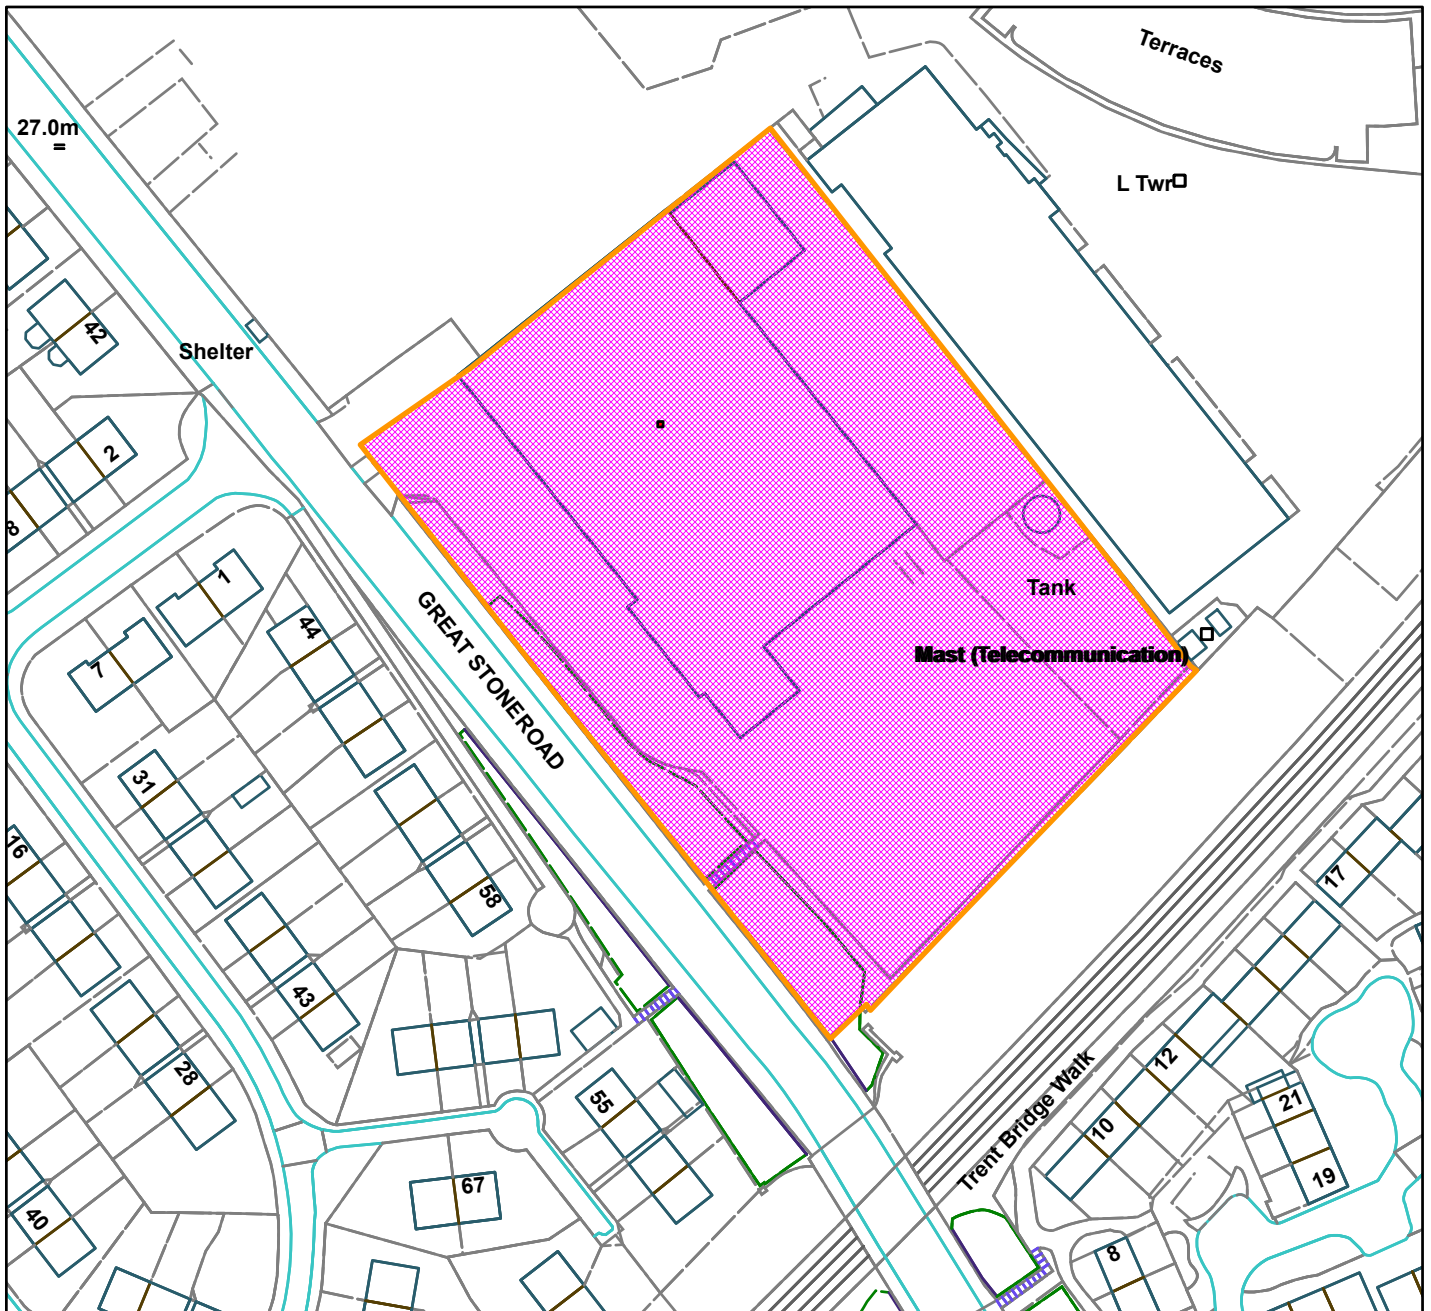 Terraces
27.0m
L Twr
Shelter
42
2
8
1
7
44
GREAT STONEROAD
Tank
Mast (Telecommunication)
31
16
58
17
43
28
12
Trent Bridge Walk
55
10
21
19
67
40
8